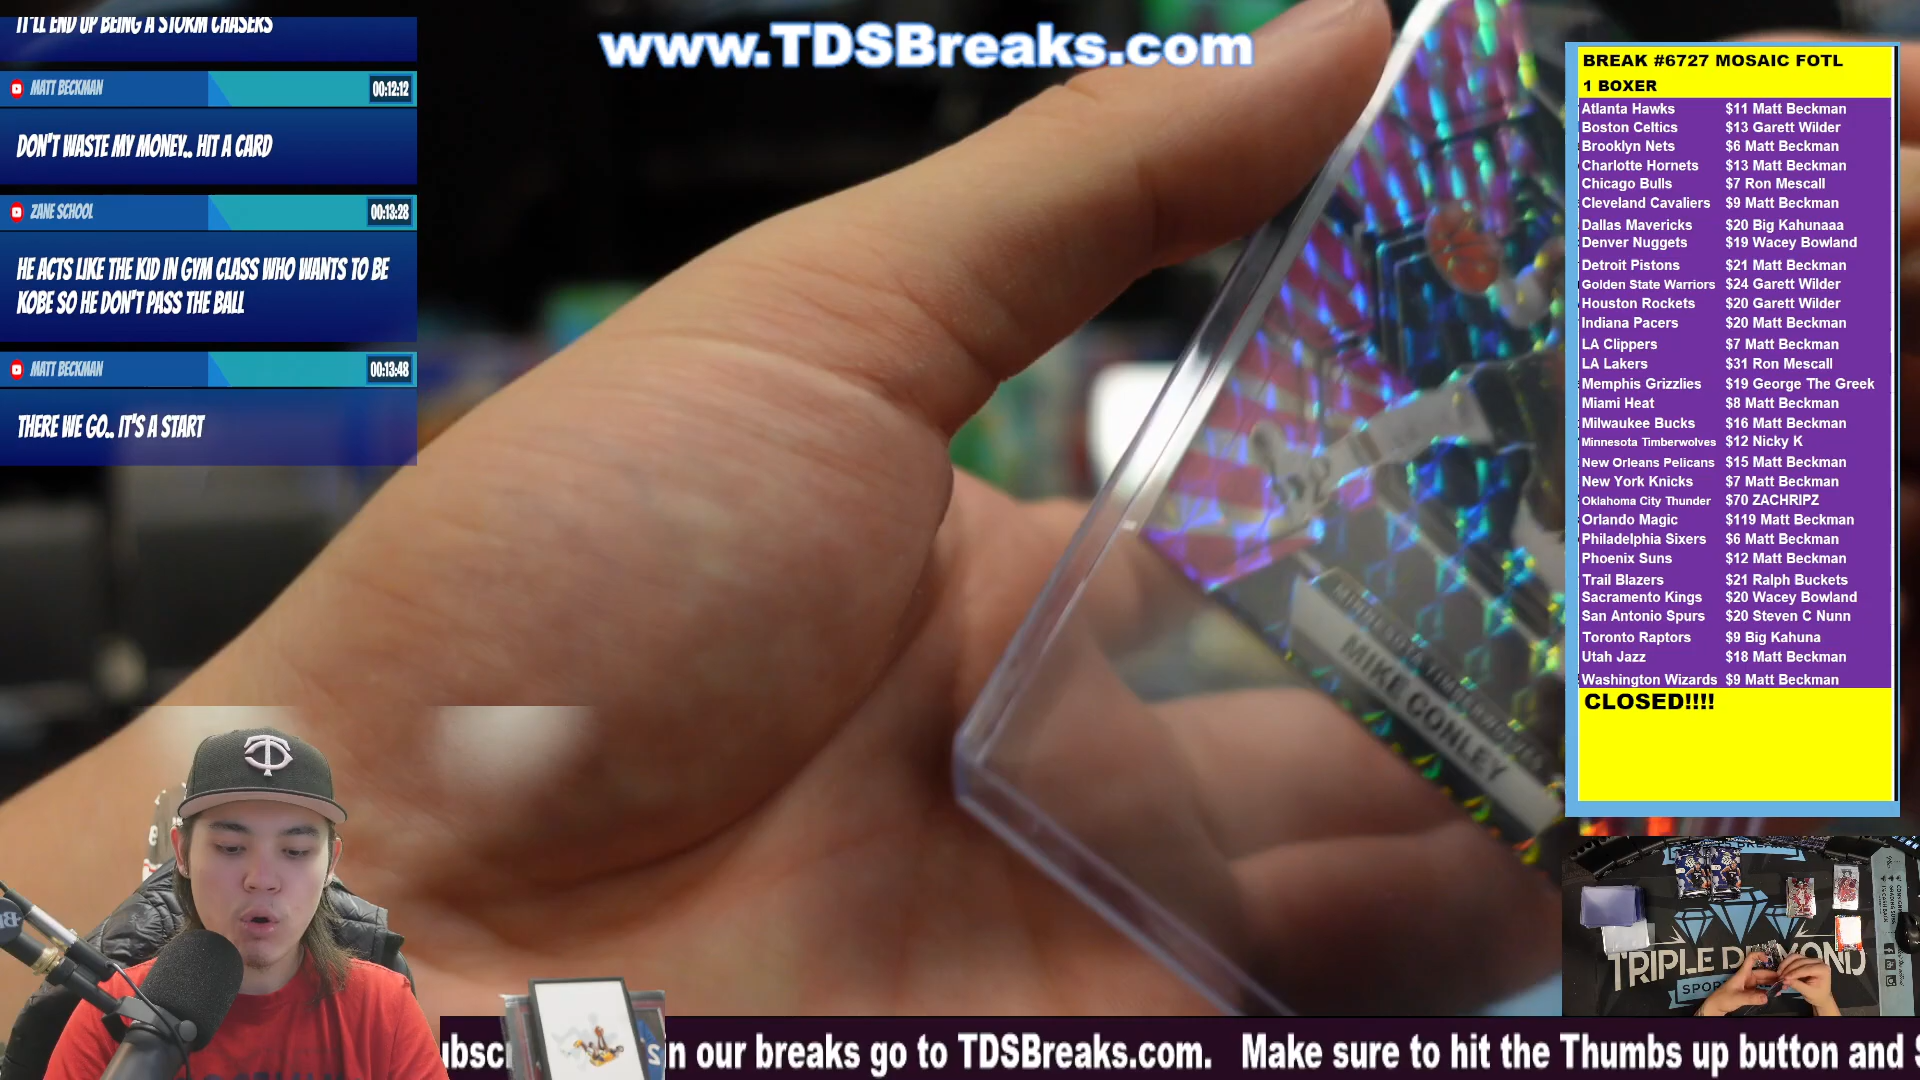 IT'LL END UP BEING A STORM CHASERS
MATT BECKMAN 00:12:12
DON'T WASTE MY MONEY.. HIT A CARD
ZANE SCHOOL 00:13:28
HE ACTS LIKE THE KID IN GYM CLASS WHO WANTS TO BE
KOBE SO HE DON'T PASS THE BALL
MATT BECKMAN 00:13:48
THERE WE GO.. IT'S A START
www.TDSBreaks.com
MINNESOTA TIMBERWOLVES
MIKE CONLEY
BREAK #6727 MOSAIC FOTL
1 BOXER
Atlanta Hawks $11 Matt Beckman
Boston Celtics $13 Garett Wilder
Brooklyn Nets $6 Matt Beckman
Charlotte Hornets $13 Matt Beckman
Chicago Bulls $7 Ron Mescall
Cleveland Cavaliers $9 Matt Beckman
Dallas Mavericks $20 Big Kahunaaa
Denver Nuggets $19 Wacey Bowland
Detroit Pistons $21 Matt Beckman
Golden State Warriors $24 Garett Wilder
Houston Rockets $20 Garett Wilder
Indiana Pacers $20 Matt Beckman
LA Clippers $7 Matt Beckman
LA Lakers $31 Ron Mescall
Memphis Grizzlies $19 George The Greek
Miami Heat $8 Matt Beckman
Milwaukee Bucks $16 Matt Beckman
Minnesota Timberwolves $12 Nicky K
New Orleans Pelicans $15 Matt Beckman
New York Knicks $7 Matt Beckman
Oklahoma City Thunder $70 ZACHRIPZ
Orlando Magic $119 Matt Beckman
Philadelphia Sixers $6 Matt Beckman
Phoenix Suns $12 Matt Beckman
Trail Blazers $21 Ralph Buckets
Sacramento Kings $20 Wacey Bowland
San Antonio Spurs $20 Steven C Nunn
Toronto Raptors $9 Big Kahuna
Utah Jazz $18 Matt Beckman
Washington Wizards $9 Matt Beckman
CLOSED!!!!
TC
TRIPLE DIAMOND
SPOR
ubsc in our breaks go to TDSBreaks.com. Make sure to hit the Thumbs up button and S